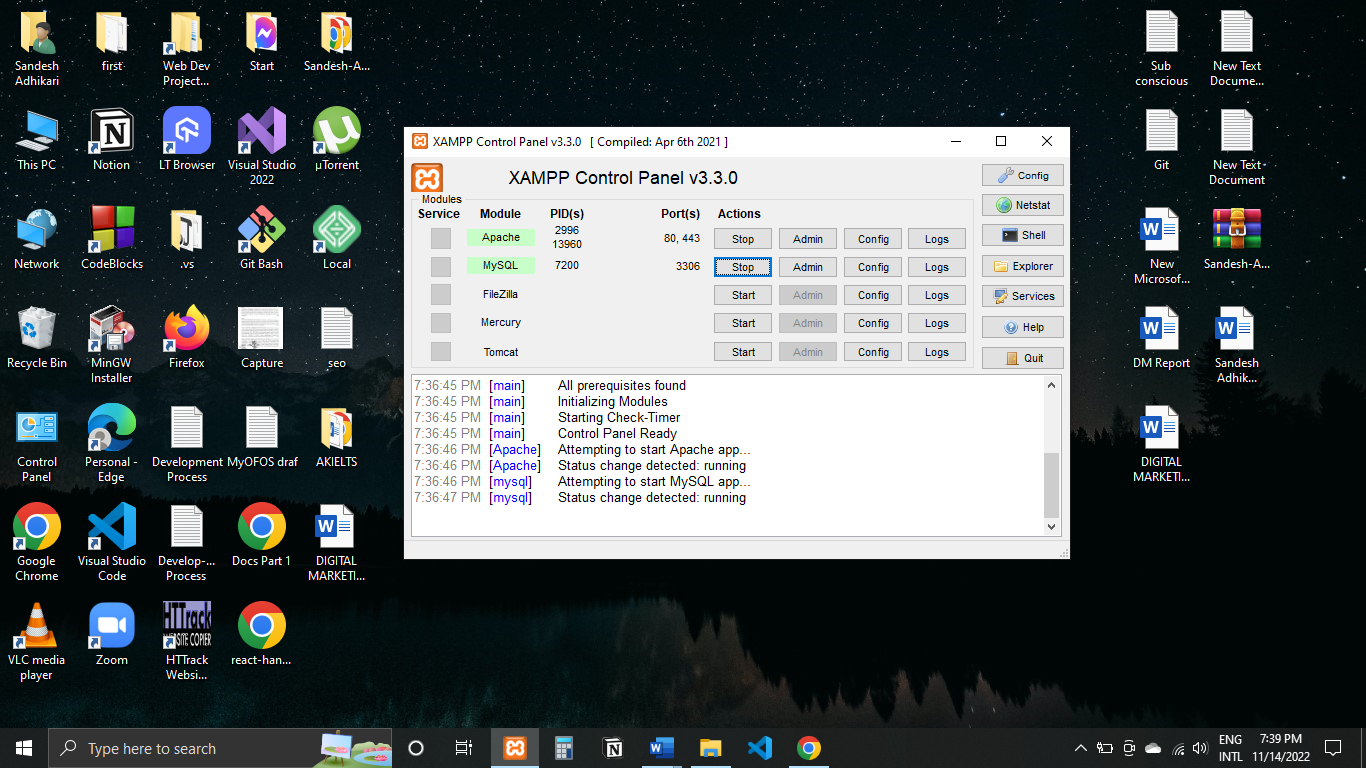 Sandesh
Adhikari
first
Web Dev
Project...
Start
Sandesh-A...
This PC
Notion
LT Browser
Visual Studio
2022
µTorrent
Network
CodeBlocks
.vs
Git Bash
Local
Recycle Bin
MinGW
Installer
Firefox
Capture
seo
Control
Panel
Personal -
Edge
Development
Process
MyOFOS draf
AKIELTS
Google
Chrome
Visual Studio
Code
Develop-...
Process
Docs Part 1
DIGITAL
MARKETI...
VLC media
player
Zoom
HTTrack
WEBSITE COPIER
HTTrack
Websi...
react-han...
XAMPP Control Panel v3.3.0 [ Compiled: Apr 6th 2021 ]
XAMPP Control Panel v3.3.0
Modules
Service Module PID(s) Port(s) Actions
Apache 2996
13960 80, 443 Stop Admin Config Logs
MySQL 7200 3306 Stop Admin Config Logs
FileZilla Start Admin Config Logs
Mercury Start Admin Config Logs
Tomcat Start Admin Config Logs
Config
Netstat
Shell
Explorer
Services
Help
Quit
7:36:45 PM [main] All prerequisites found
7:36:45 PM [main] Initializing Modules
7:36:45 PM [main] Starting Check-Timer
7:36:45 PM [main] Control Panel Ready
7:36:46 PM [Apache] Attempting to start Apache app...
7:36:46 PM [Apache] Status change detected: running
7:36:46 PM [mysql] Attempting to start MySQL app...
7:36:47 PM [mysql] Status change detected: running
Sub
conscious
New Text
Docume...
Git
New Text-
Document
New
Microsof...
Sandesh-A...
DM Report
Sandesh
Adhik...
DIGITAL
MARKETI...
Type here to search
ENG
INTL
7:39 PM
11/14/2022